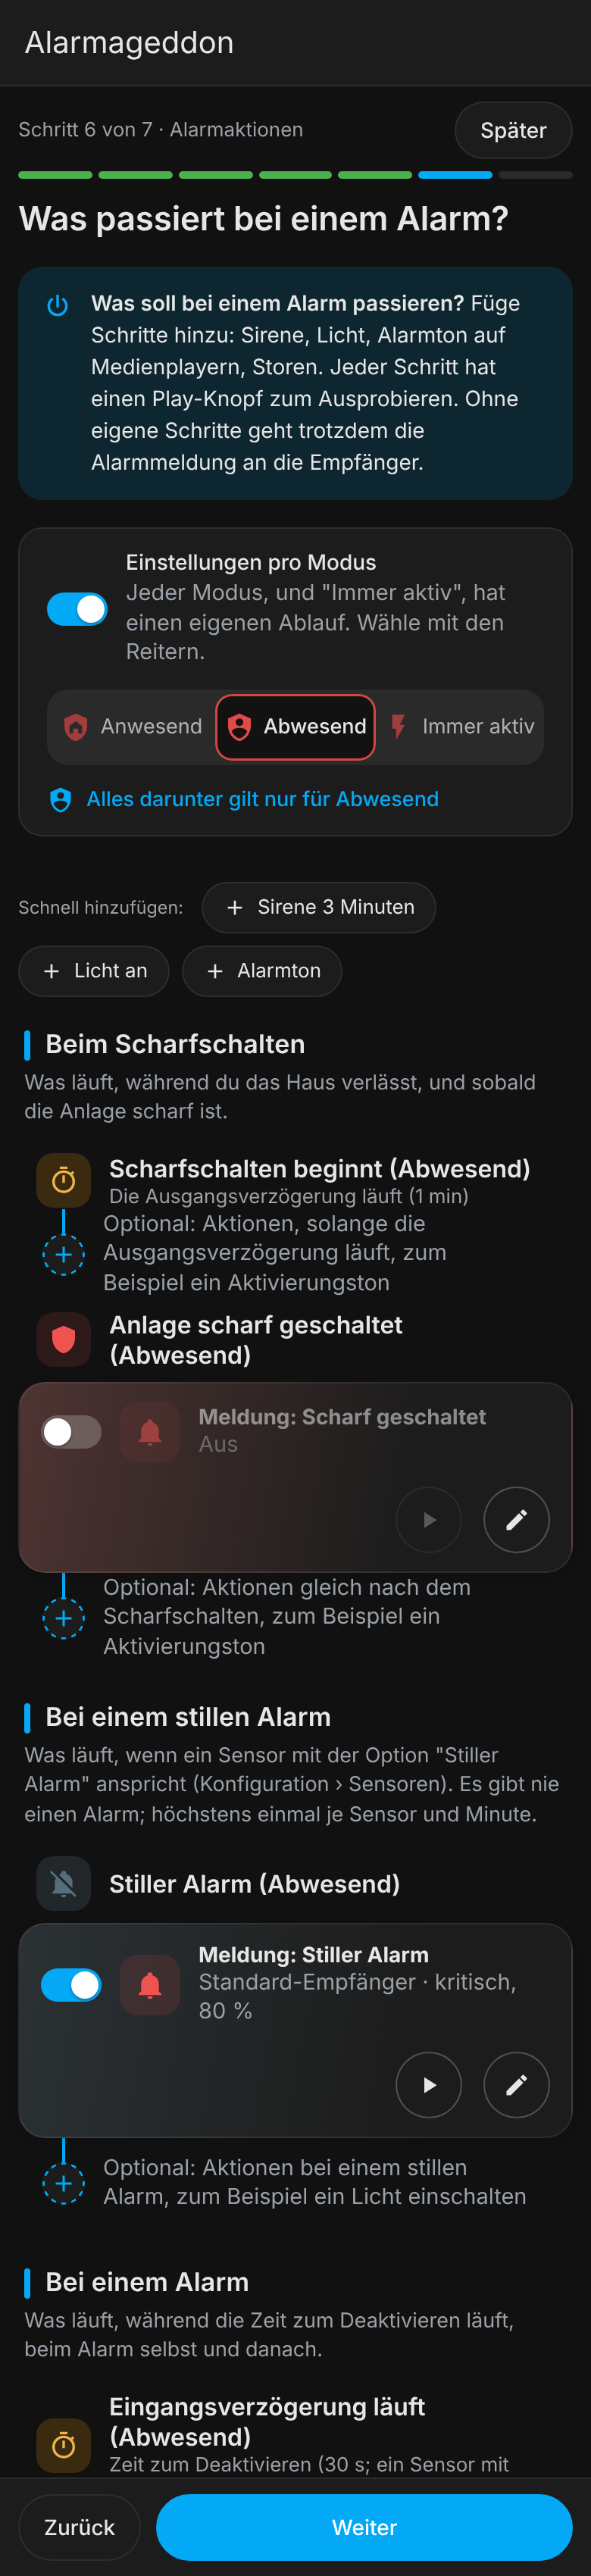 Alarmageddon
Schritt 6 von 7 · Alarmaktionen
Später
Was passiert bei einem Alarm?
Was soll bei einem Alarm passieren? Füge
Schritte hinzu: Sirene, Licht, Alarmton auf
Medienplayern, Storen. Jeder Schritt hat
einen Play-Knopf zum Ausprobieren. Ohne
eigene Schritte geht trotzdem die
Alarmmeldung an die Empfänger.
Einstellungen pro Modus
Jeder Modus, und "Immer aktiv", hat
einen eigenen Ablauf. Wähle mit den
Reitern.
Anwesend
Abwesend
Immer aktiv
Alles darunter gilt nur für Abwesend
Schnell hinzufügen:
Sirene 3 Minuten
Licht an
Alarmton
Beim Scharfschalten
Was läuft, während du das Haus verlässt, und sobald
die Anlage scharf ist.
Scharfschalten beginnt (Abwesend)
Die Ausgangsverzögerung läuft (1 min)
Optional: Aktionen, solange die
Ausgangsverzögerung läuft, zum
Beispiel ein Aktivierungston
Anlage scharf geschaltet
(Abwesend)
Meldung: Scharf geschaltet
Aus
Optional: Aktionen gleich nach dem
Scharfschalten, zum Beispiel ein
Aktivierungston
Bei einem stillen Alarm
Was läuft, wenn ein Sensor mit der Option "Stiller
Alarm" anspricht (Konfiguration › Sensoren). Es gibt nie
einen Alarm; höchstens einmal je Sensor und Minute.
Stiller Alarm (Abwesend)
Meldung: Stiller Alarm
Standard-Empfänger · kritisch,
80 %
Optional: Aktionen bei einem stillen
Alarm, zum Beispiel ein Licht einschalten
Bei einem Alarm
Was läuft, während die Zeit zum Deaktivieren läuft,
beim Alarm selbst und danach.
Eingangsverzögerung läuft
(Abwesend)
Zeit zum Deaktivieren (30 s; ein Sensor mit
Zurück
Weiter